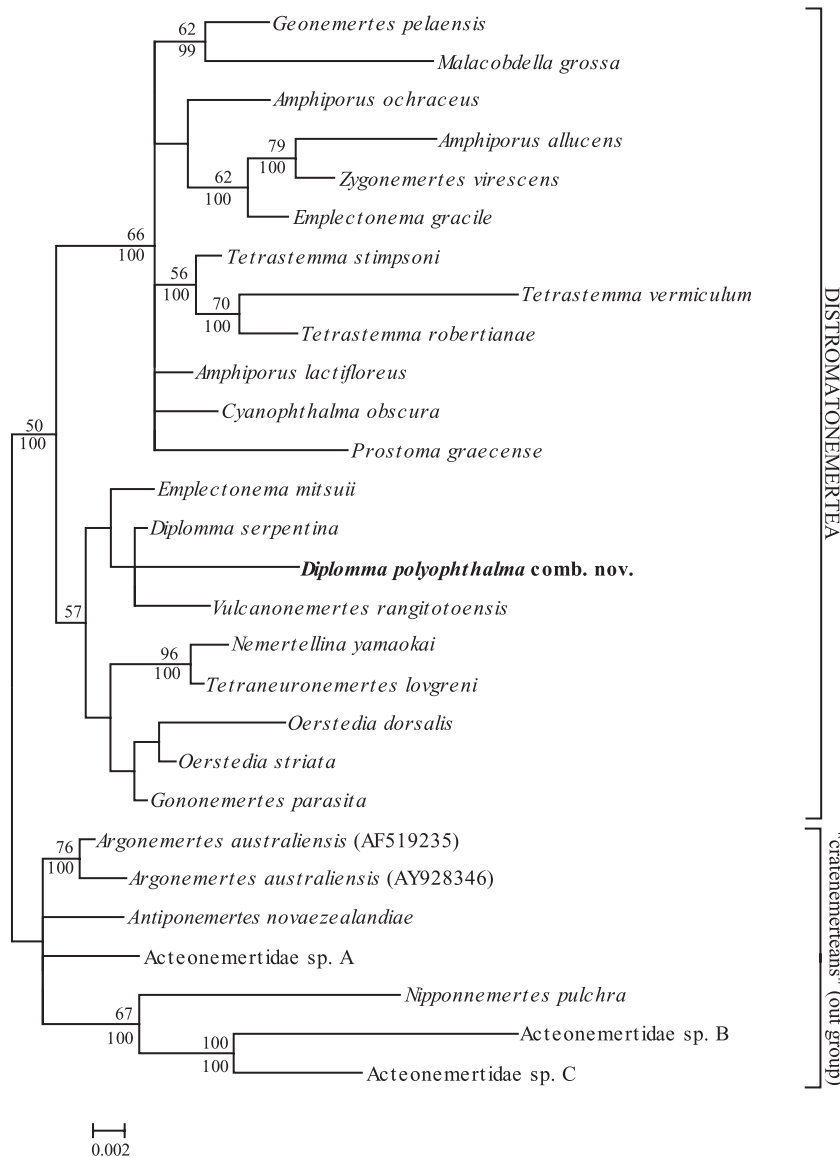 62
Geonemertes pelaensis
99
Malacobdella grossa
Amphiporus ochraceus
79
Amphiporus allucens
100
62
Zygonemertes virescens
100
Emplectonema gracile
66
100
Tetrastemma stimpsoni
56
100
70
Tetrastemma vermiculum
100
Tetrastemma robertianae
Amphiporus lactifloreus
Cyanophthalma obscura
50
100
Prostoma graecense
Emplectonema mitsuii
Diplomma serpentina
Diplomma polyophthalma comb. nov.
57
Vulcanonemertes rangitotoensis
96
Nemertellina yamaokai
100
Tetraneuronemertes lovgreni
Oerstedia dorsalis
Oerstedia striata
Gononemertes parasita
DISTROMATONEMERTEA
76
Argonemertes australiensis (AF519235)
100
Argonemertes australiensis (AY928346)
Antiponemertes novaezealandiae
Acteonemertidae sp. A
67
Nipponnemertes pulchra
100
100
Acteonemertidae sp. B
100
Acteonemertidae sp. C
"cratenemerteans" (out group)
0.002